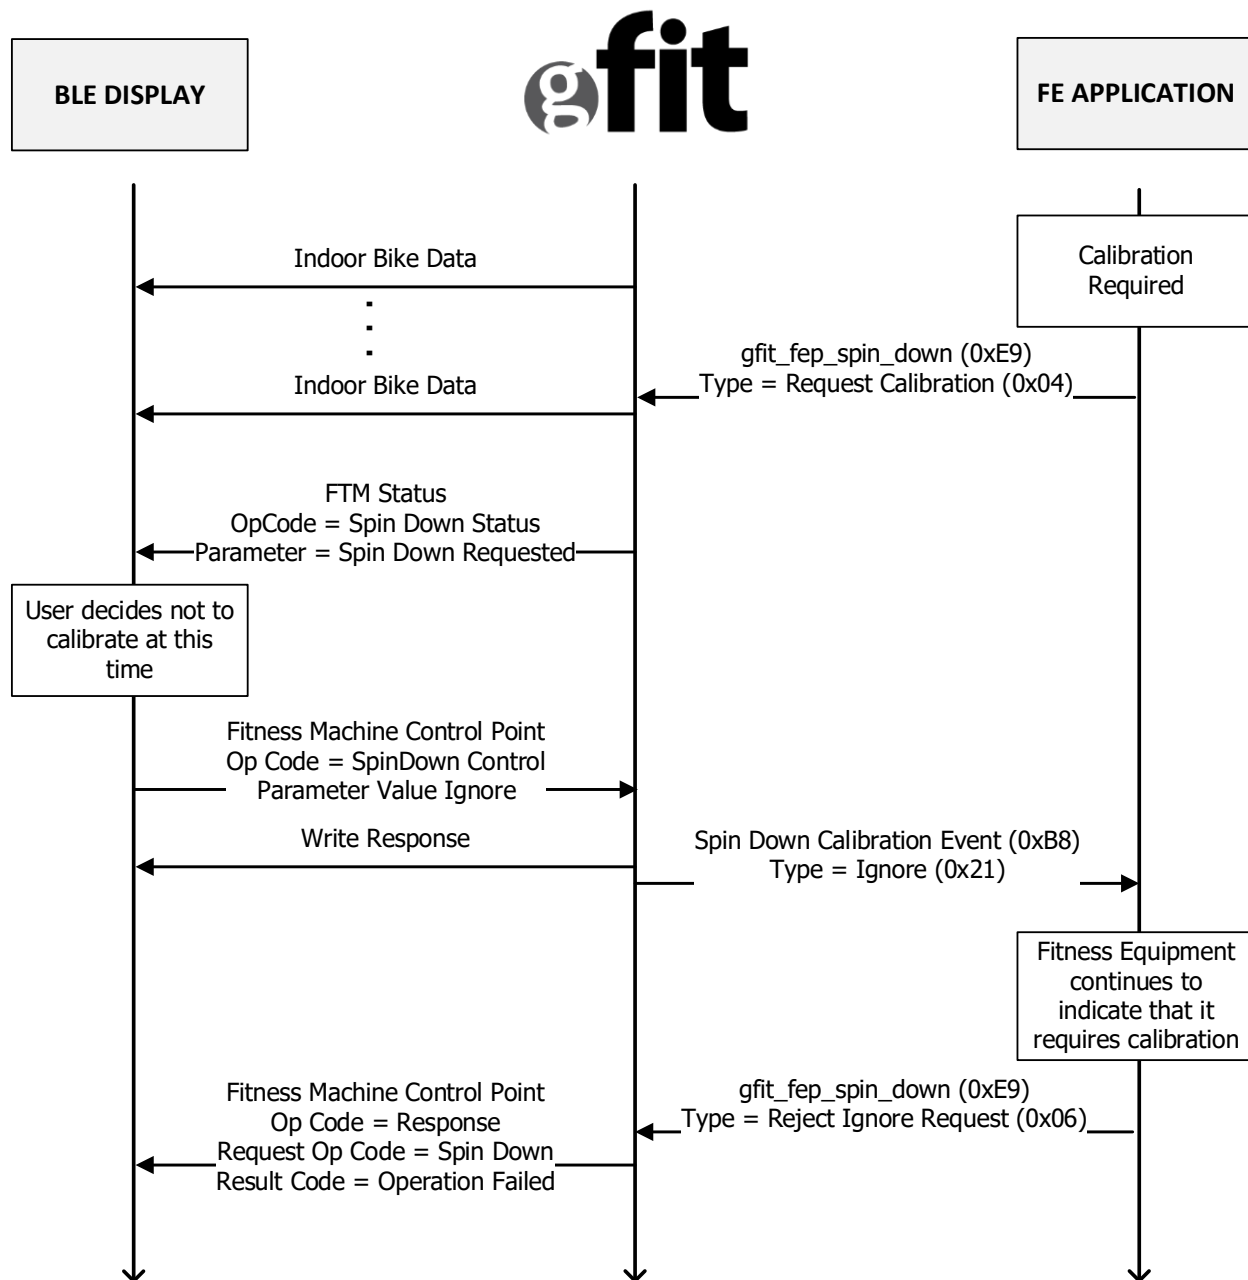 BLE DISPLAY
gfit
FE APPLICATION
Calibration
Required
Indoor Bike Data
gfit_fep_spin_down (0xE9)
Type = Request Calibration (0x04)
Indoor Bike Data
FTM Status
OpCode = Spin Down Status
Parameter = Spin Down Requested
User decides not to
calibrate at this
time
Fitness Machine Control Point
Op Code = SpinDown Control
Parameter Value Ignore
Write Response
Spin Down Calibration Event (0xB8)
Type = Ignore (0x21)
Fitness Equipment
continues to
indicate that it
requires calibration
gfit_fep_spin_down (0xE9)
Type = Reject Ignore Request (0x06)
Fitness Machine Control Point
Op Code = Response
Request Op Code = Spin Down
Result Code = Operation Failed